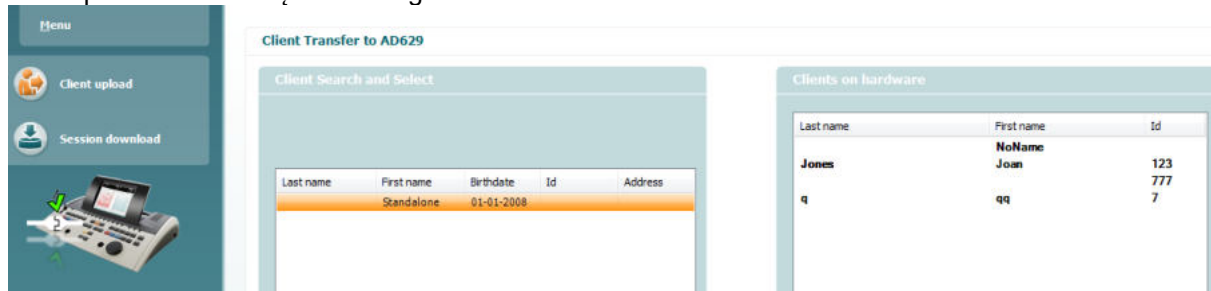 Menu
Client upload
Session download
Client Transfer to AD629
Client Search and Select
Last name First name Birthdate Id Address
Standalone 01-01-2008
Clients on hardware
Last name First name Id
NoName
Jones Joan 123
777
q qq 7